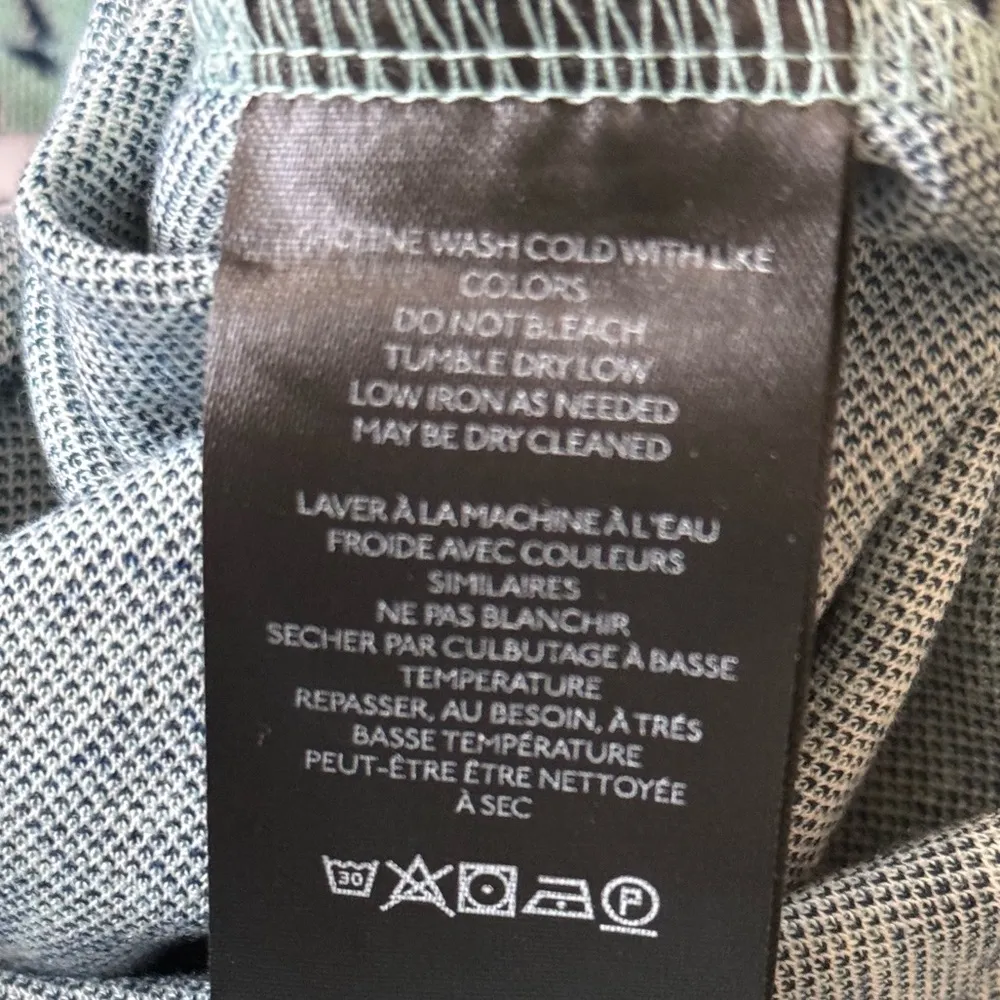 MACHINE WASH COLD WITH LIKE
COLORS
DO NOT BLEACH
TUMBLE DRY LOW
LOW IRON AS NEEDED
MAY BE DRY CLEANED
LAVER À LA MACHINE À L'EAU
FROIDE AVEC COULEURS
SIMILAIRES
NE PAS BLANCHIR
SECHER PAR CULBUTAGE À BASSE
TEMPERATURE
REPASSER, AU BESOIN, À TRÉS
BASSE TEMPÉRATURE
PEUT-ÊTRE ÊTRE NETTOYÉE
À SEC
30 P